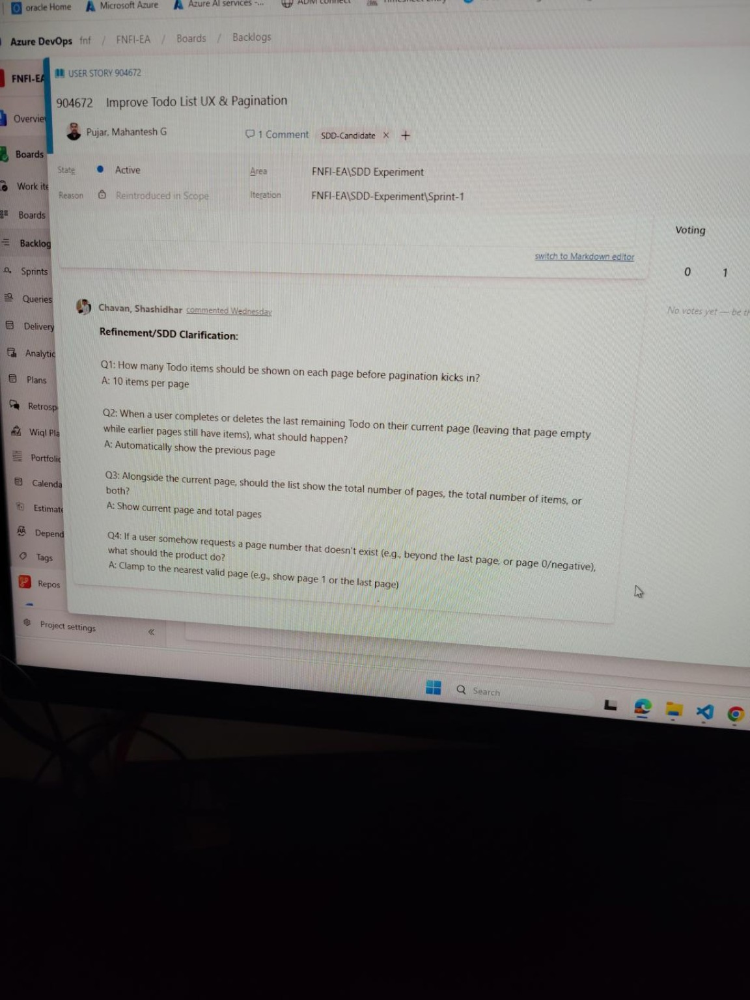 oracle Home
Microsoft Azure
Azure AI services -...
Azure DevOps fnf / FNFI-EA / Boards / Backlogs
FNFI-EA
USER STORY 904672
904672 Improve Todo List UX & Pagination
Overvie
Pujar, Mahantesh G
1 Comment
SDD-Candidate × +
Boards
State Active
Area FNFI-EA\SDD Experiment
Work ite
Reason Reintroduced in Scope
Iteration FNFI-EA\SDD-Experiment\Sprint-1
Boards
Voting
Backlog
switch to Markdown editor
0 1
Sprints
Queries
Chavan, Shashidhar commented Wednesday
No votes yet — be th
Delivery
Refinement/SDD Clarification:
Analytic
Q1: How many Todo items should be shown on each page before pagination kicks in?
Plans
A: 10 items per page
Retrosp
Q2: When a user completes or deletes the last remaining Todo on their current page (leaving that page empty
Wiql Pla
while earlier pages still have items), what should happen?
A: Automatically show the previous page
Portfolio
Q3: Alongside the current page, should the list show the total number of pages, the total number of items, or
Calenda
both?
Estimate
A: Show current page and total pages
Depend
Q4: If a user somehow requests a page number that doesn't exist (e.g., beyond the last page, or page 0/negative),
Tags
what should the product do?
Repos
A: Clamp to the nearest valid page (e.g., show page 1 or the last page)
Project settings «
Search